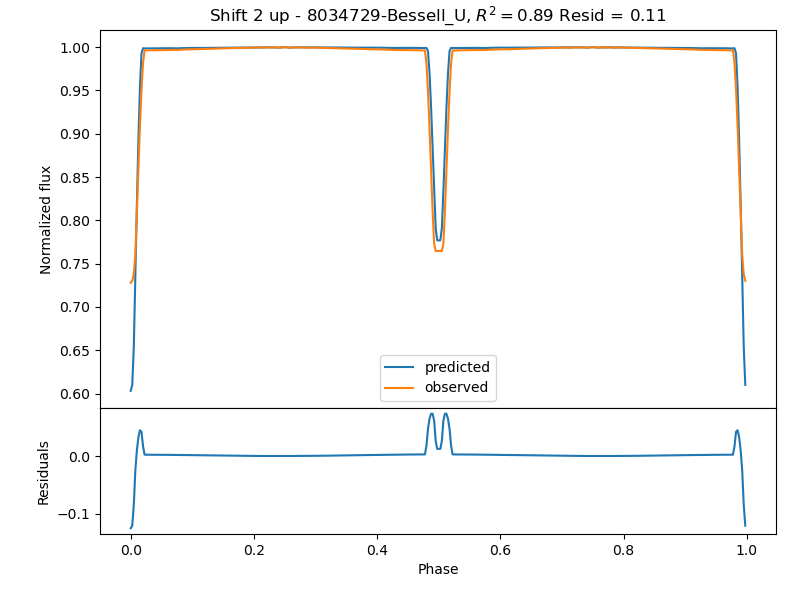 Shift 2 up - 8034729-Bessell_U, R² = 0.89 Resid = 0.11
Normalized flux
1.00
0.95
0.90
0.85
0.80
0.75
0.70
0.65
0.60
predicted
observed
Residuals
0.0
−0.1
0.0 0.2 0.4 0.6 0.8 1.0
Phase